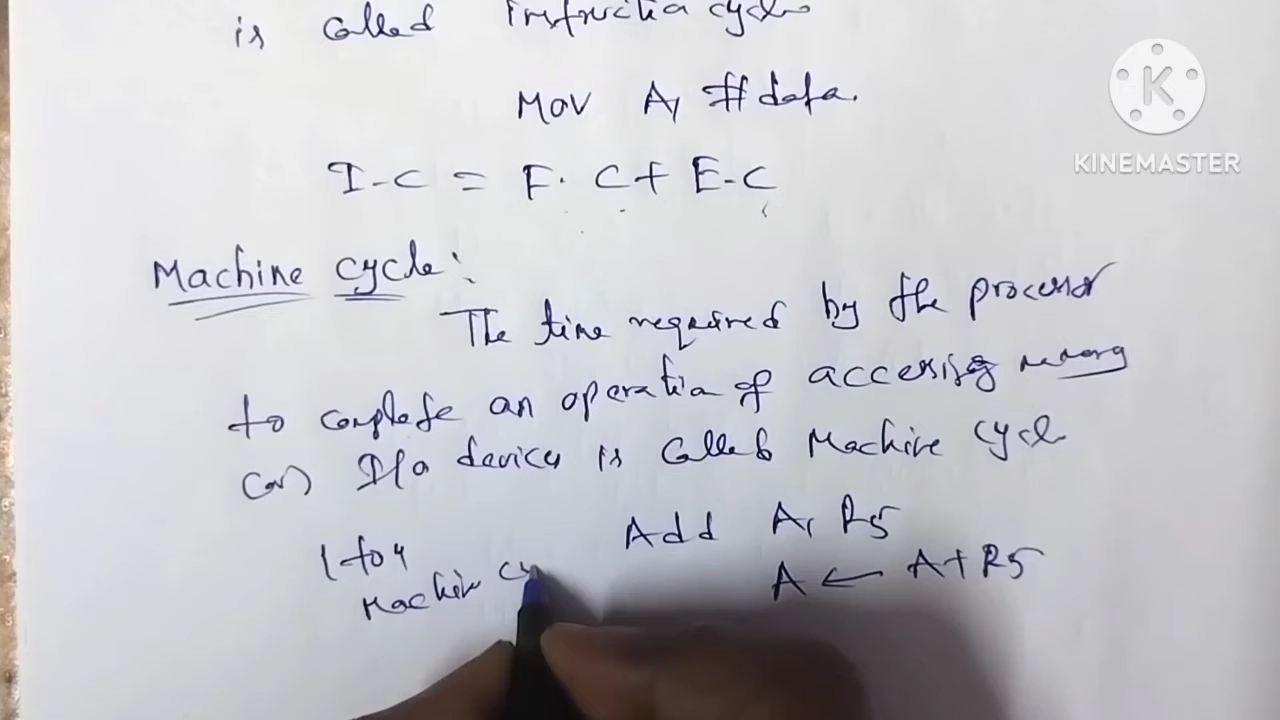 is called Instruction cycle
Mov A, #data.
I-C = F.C + E-C
Machine cycle:
The time required by the processor
to complete an operation of accessing memory
(or) I/o device is called Machine cycle
Add A, R5
1 to 4
A ← A+R5
Machine cy
K
KINEMASTER